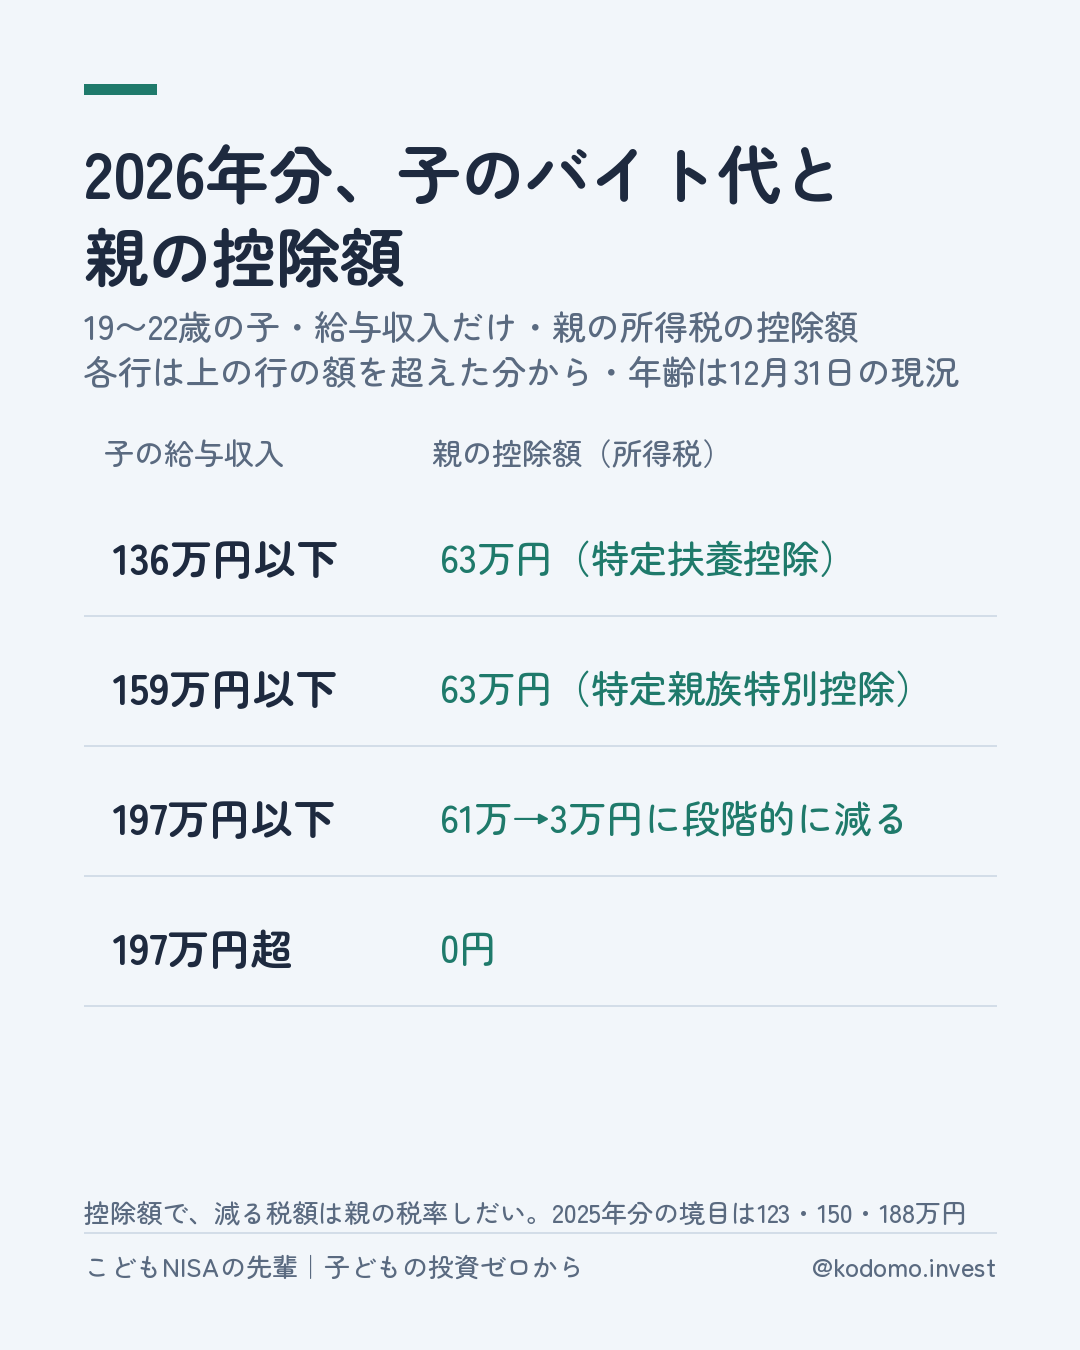 2026年分、子のバイト代と
親の控除額
19〜22歳の子・給与収入だけ・親の所得税の控除額
各行は上の行の額を超えた分から・年齢は12月31日の現況
子の給与収入 親の控除額（所得税）
136万円以下 63万円（特定扶養控除）
159万円以下 63万円（特定親族特別控除）
197万円以下 61万→3万円に段階的に減る
197万円超 0円
控除額で、減る税額は親の税率しだい。2025年分の境目は123・150・188万円
こどもNISAの先輩｜子どもの投資ゼロから @kodomo.invest